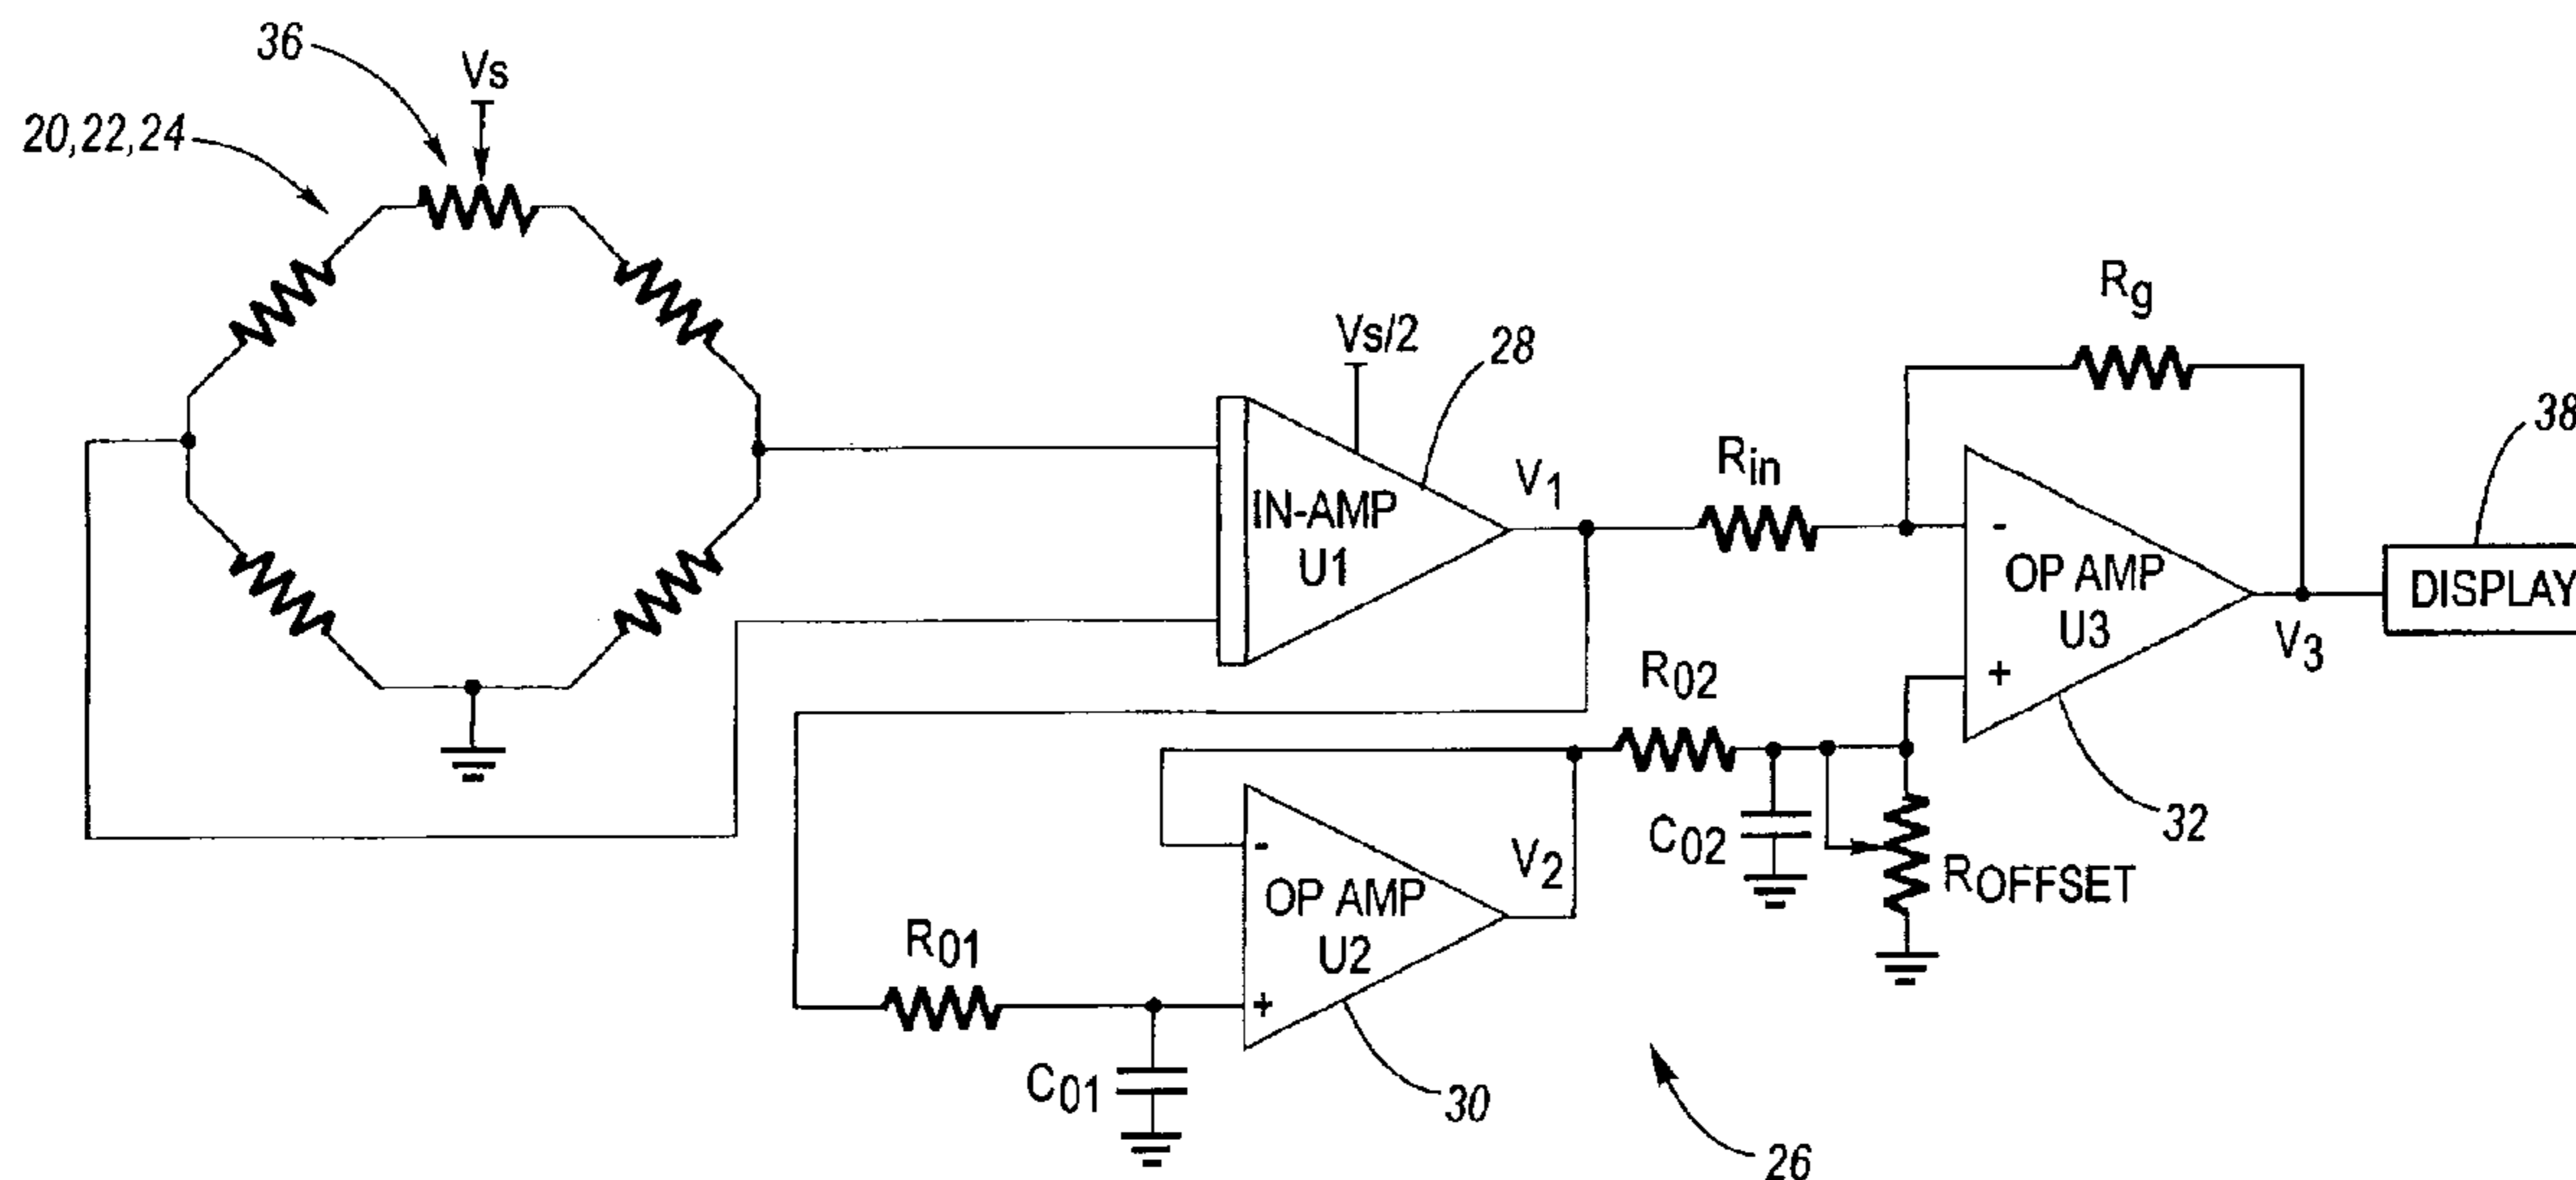 36
Vs
20,22,24
Vs/2
28
Rg
38
IN-AMP
U1
V1
Rin
-
OP AMP
U3
+
DISPLAY
V3
R02
32
C02
ROFFSET
-
OP AMP
U2
+
V2
R01
C01
30
26